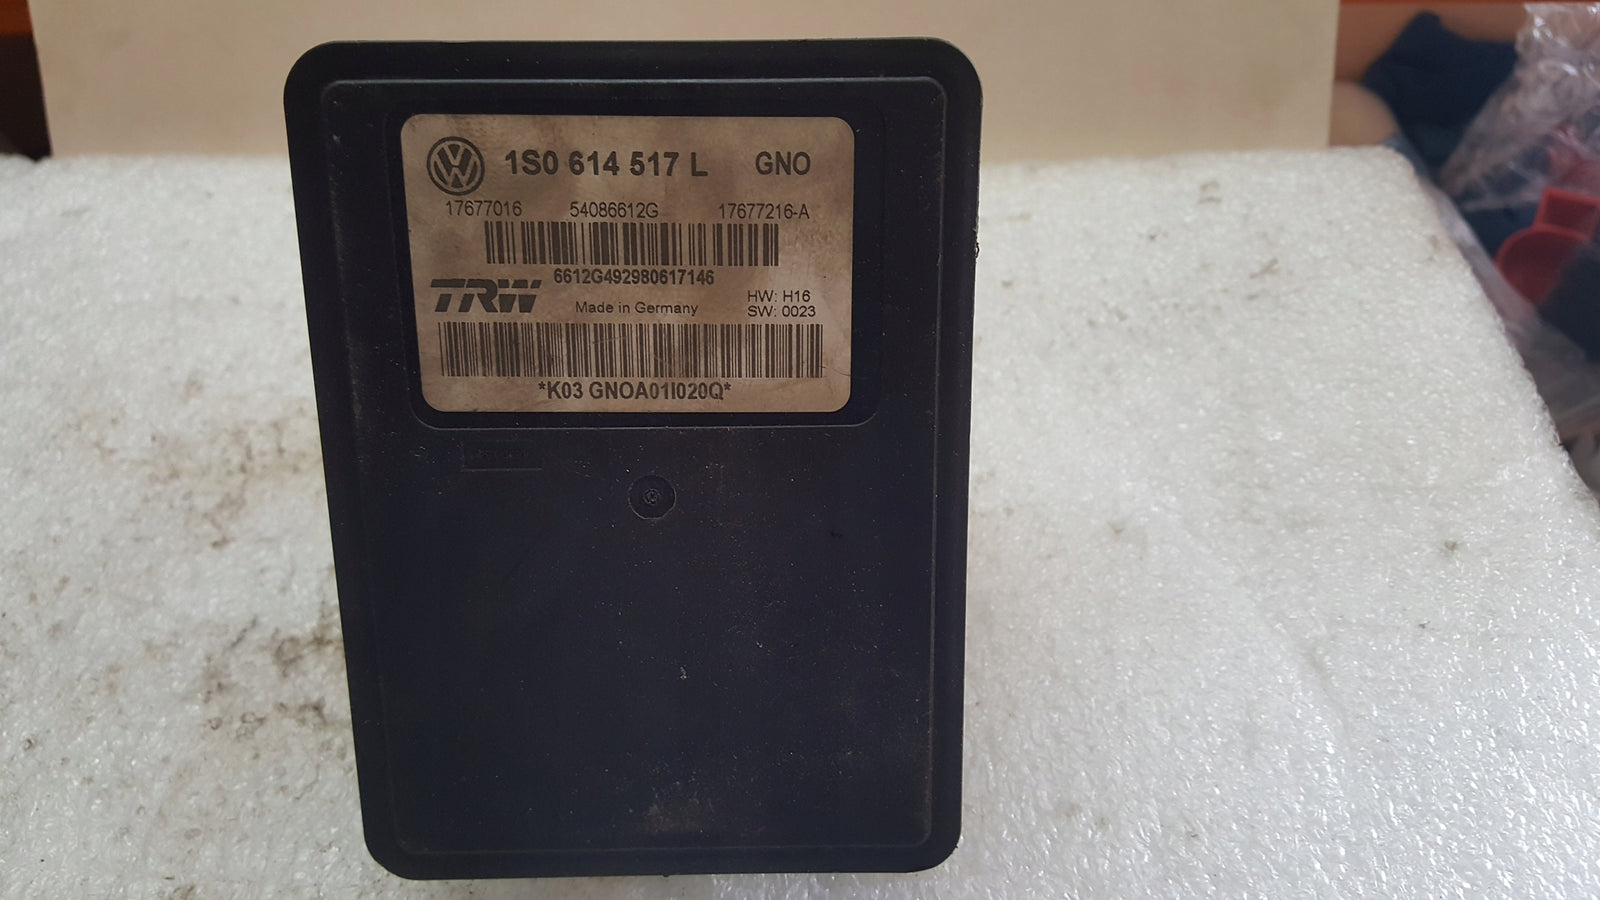 1S0 614 517 L GNO
17677016 54086612G 17677216-A
6612G492980617146
TRW Made in Germany HW: H16
SW: 0023
*K03 GNOA01I020Q*